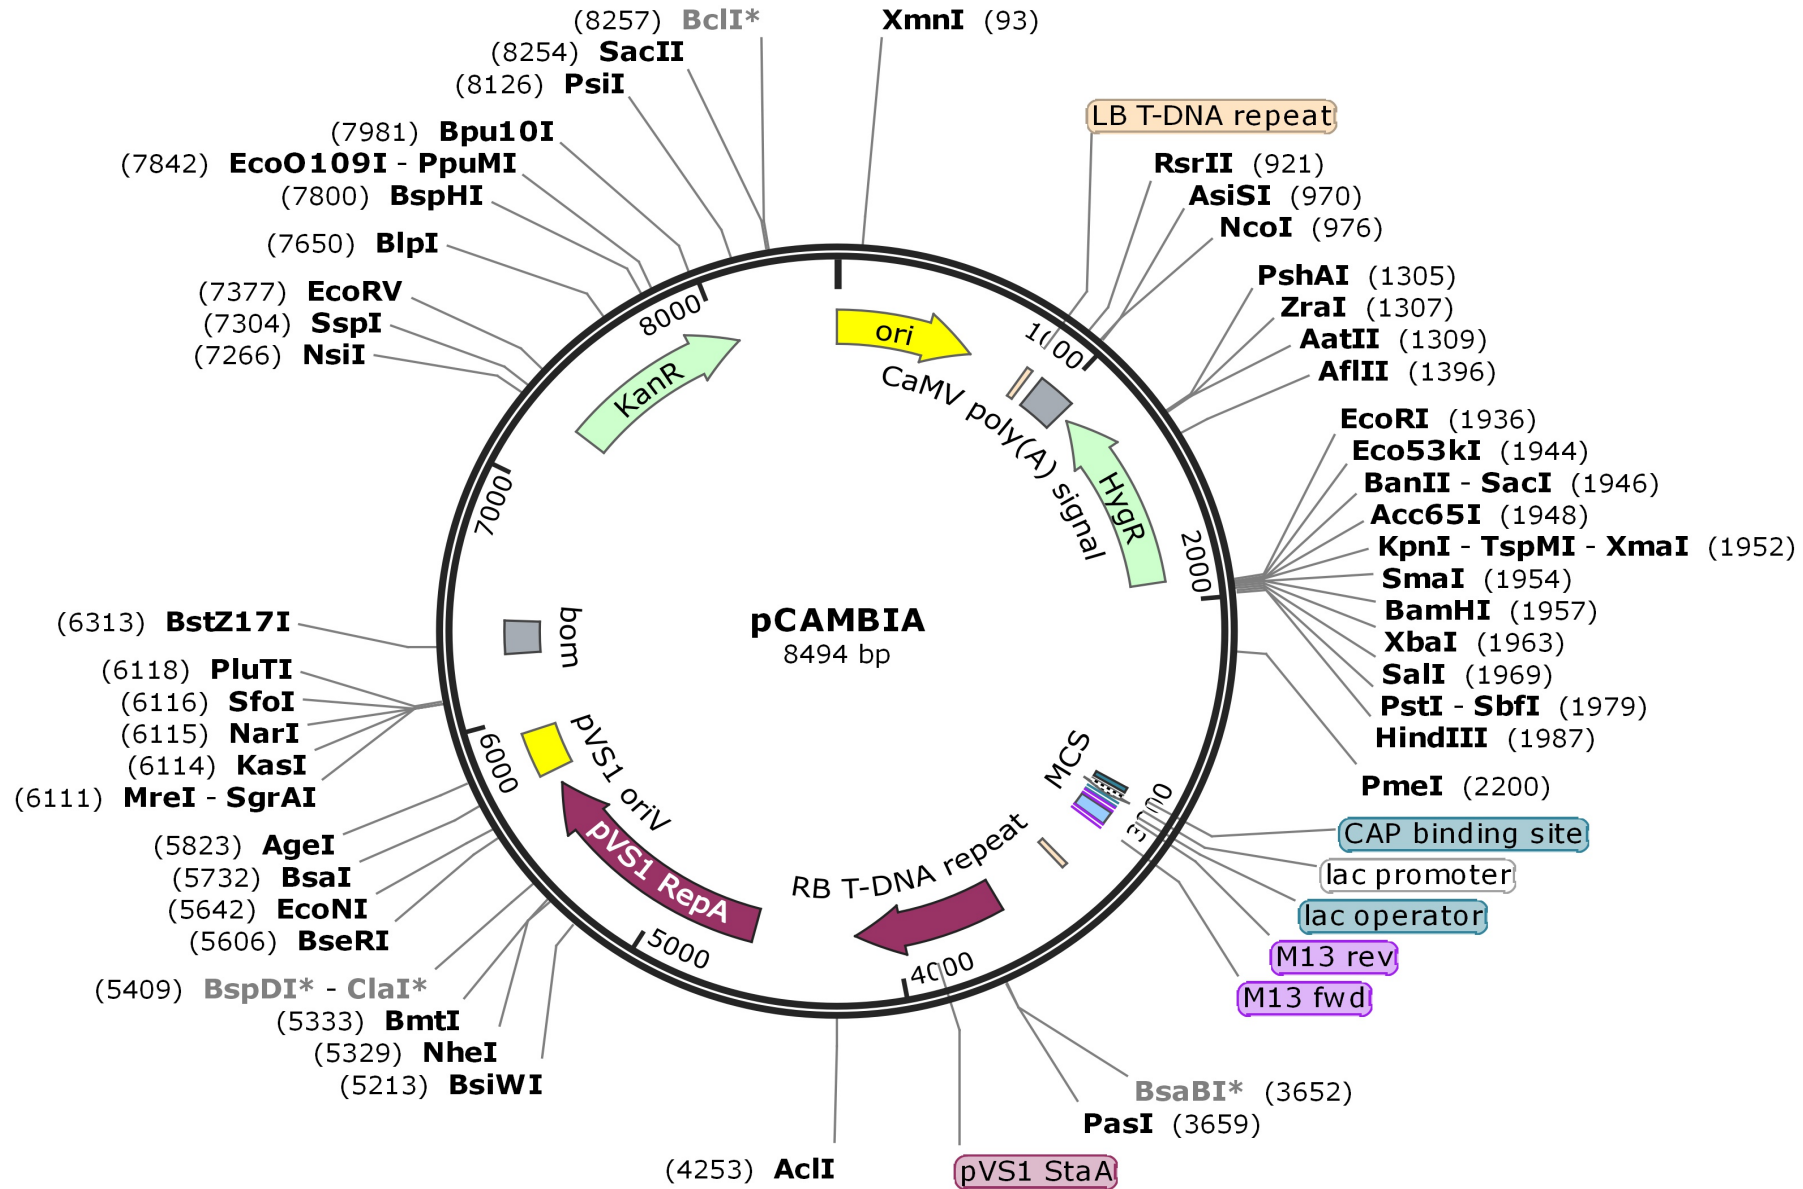 (8257) BclI*
(8254) SacII
(8126) PsiI
(7981) Bpu10I
(7842) EcoO109I - PpuMI
(7800) BspHI
(7650) BlpI
(7377) EcoRV
(7304) SspI
(7266) NsiI
(6313) BstZ17I
(6118) PluTI
(6116) SfoI
(6115) NarI
(6114) KasI
(6111) MreI - SgrAI
(5823) AgeI
(5732) BsaI
(5642) EcoNI
(5606) BseRI
(5409) BspDI* - ClaI*
(5333) BmtI
(5329) NheI
(5213) BsiWI
(4253) AclI
XmnI (93)
LB T-DNA repeat
RsrII (921)
AsiSI (970)
NcoI (976)
PshAI (1305)
ZraI (1307)
AatII (1309)
AflII (1396)
EcoRI (1936)
Eco53kI (1944)
BanII - SacI (1946)
Acc65I (1948)
KpnI - TspMI - XmaI (1952)
SmaI (1954)
BamHI (1957)
XbaI (1963)
SalI (1969)
PstI - SbfI (1979)
HindIII (1987)
PmeI (2200)
CAP binding site
lac promoter
lac operator
M13 rev
M13 fwd
BsaBI* (3652)
PasI (3659)
pVS1 StaA
ori
CaMV poly(A) signal
HygR
MCS
RB T-DNA repeat
pVS1 RepA
pVS1 oriV
bom
KanR
1000
2000
3000
4000
5000
6000
7000
8000
pCAMBIA
8494 bp